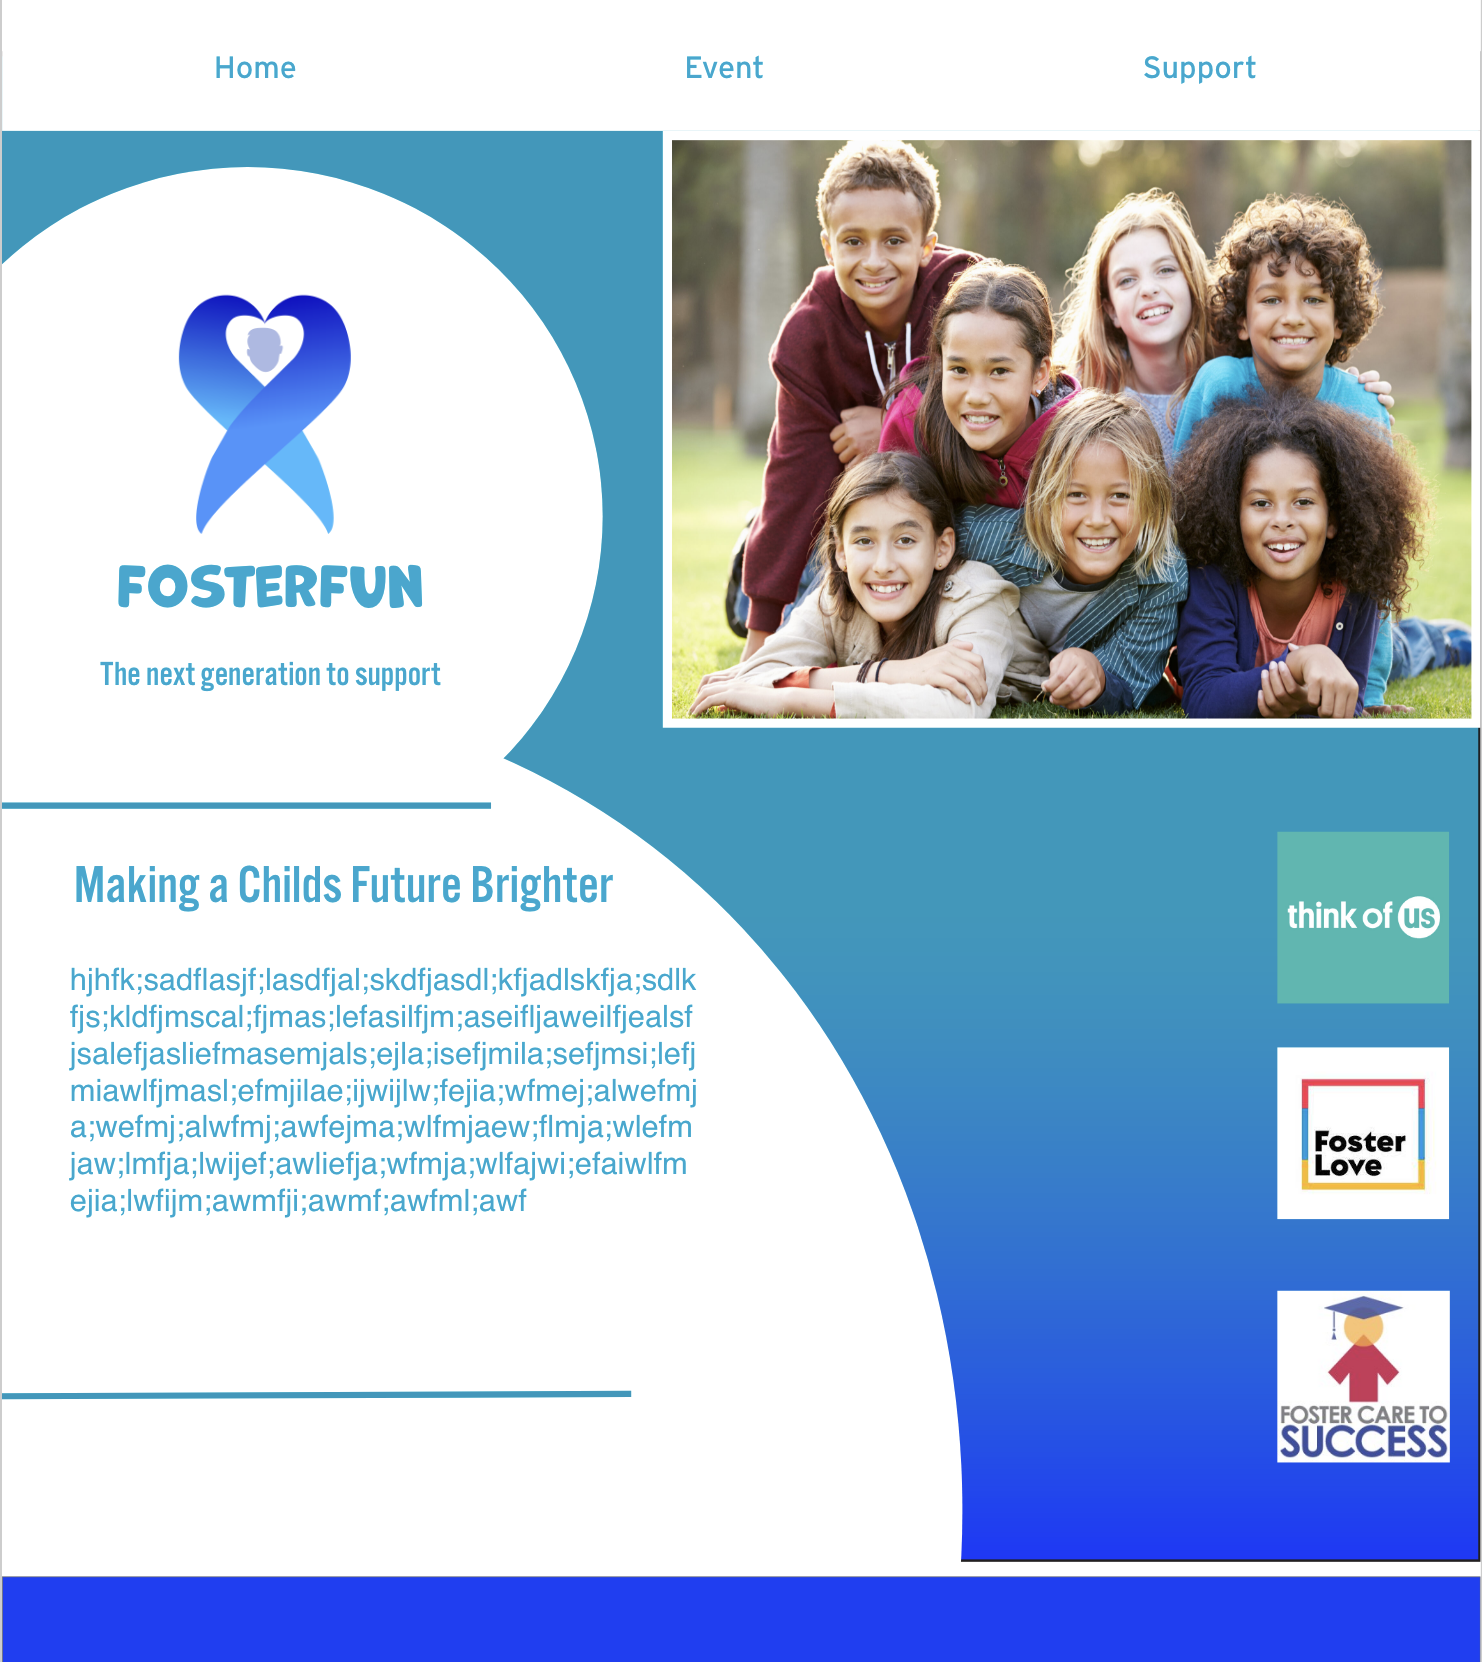 Home Event Support
FOSTERFUN
The next generation to support
Making a Childs Future Brighter
hjhfk;sadflasjf;lasdfjal;skdfjasdl;kfjadlskfja;sdlk
fjs;kldfjmscal;fjmas;lefasilfjm;aseifljaweilfjealsf
jsalefjasliefmasemjals;ejla;isefjmila;sefjmsi;lefj
miawlfjmasl;efmjilae;ijwijlw;fejia;wfmej;alwefmj
a;wefmj;alwfmj;awfejma;wlfmjaew;flmja;wlefm
jaw;lmfja;lwijef;awliefja;wfmja;wlfajwi;efaiwlfm
ejia;lwfijm;awmfji;awmf;awfml;awf
think of us
Foster
Love
FOSTER CARE TO
SUCCESS